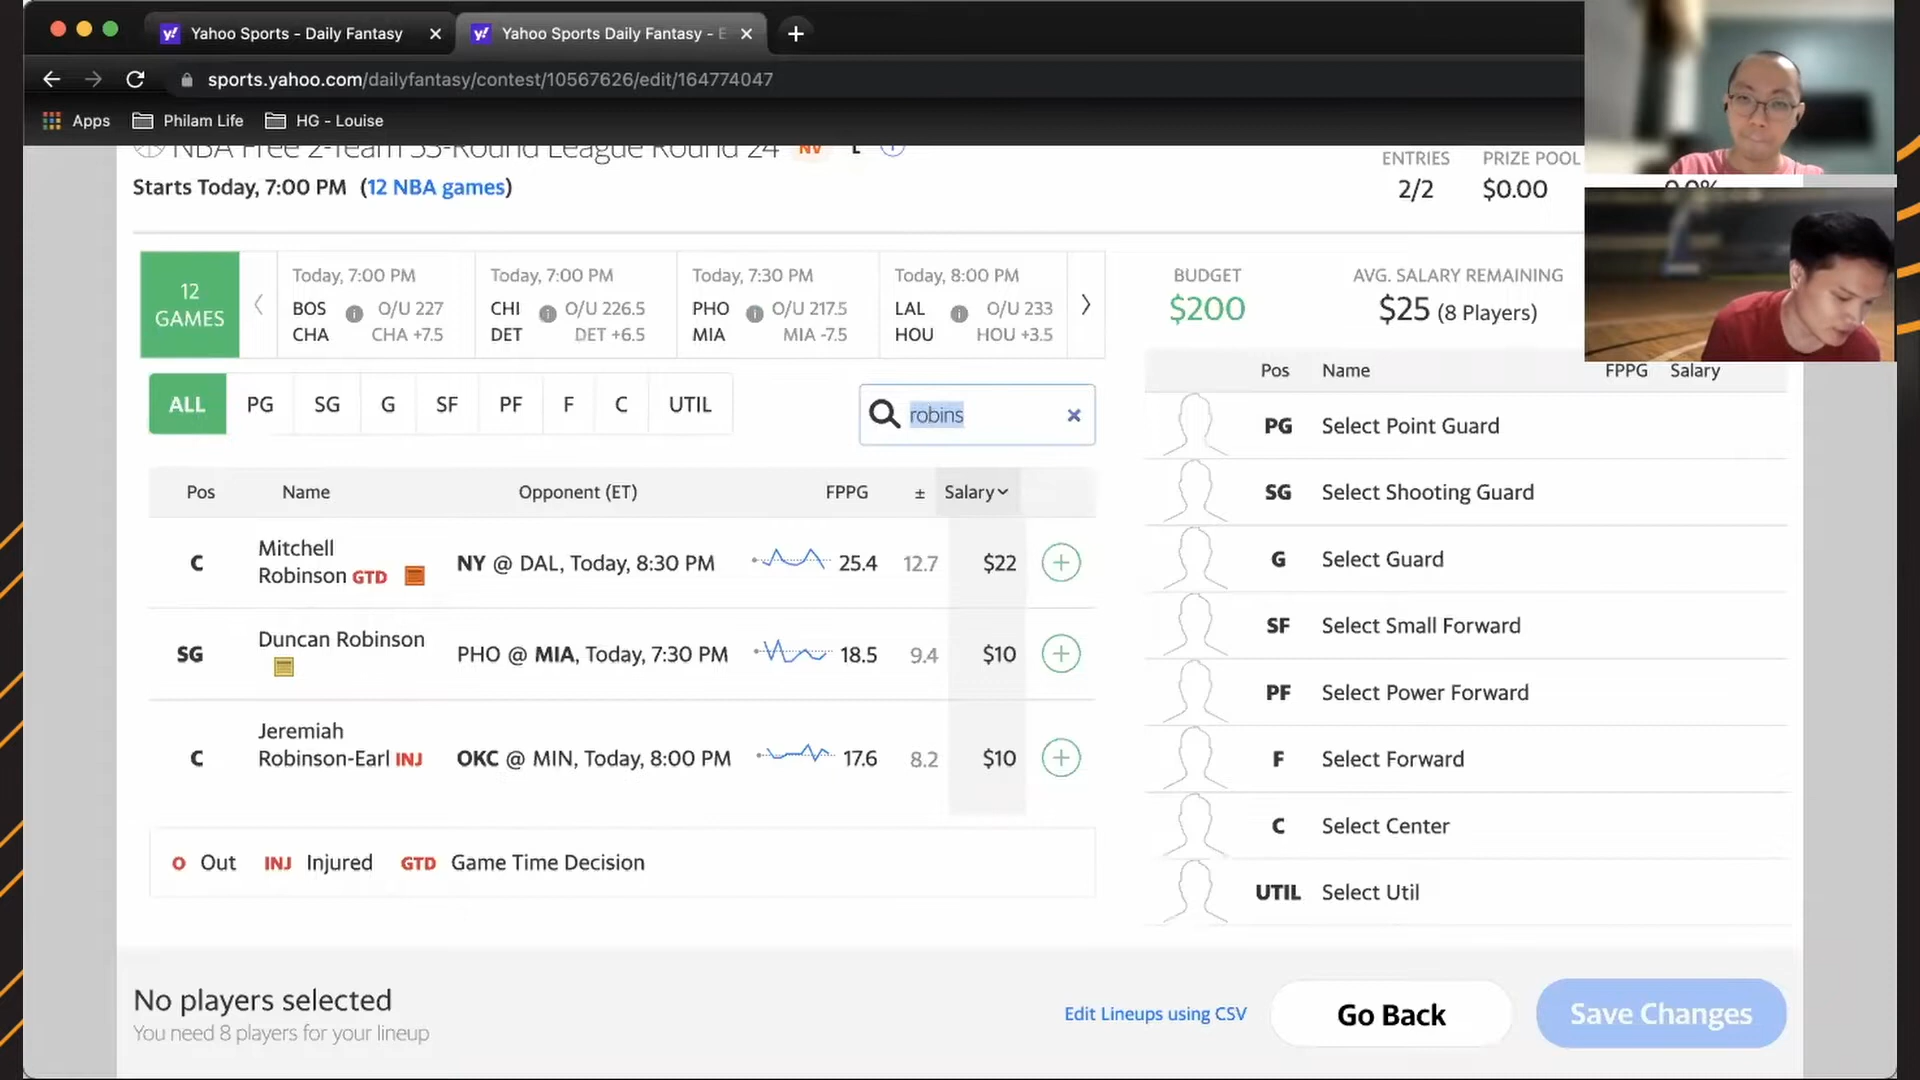 Yahoo Sports - Daily Fantasy
Yahoo Sports Daily Fantasy - E
sports.yahoo.com/dailyfantasy/contest/10567626/edit/164774047
Apps
Philam Life
HG - Louise
NBA Free 2-Team 33-Round League Round 24
Starts Today, 7:00 PM (12 NBA games)
ENTRIES
PRIZE POOL
2/2
$0.00
12
GAMES
Today, 7:00 PM
BOS O/U 227
CHA CHA +7.5
Today, 7:00 PM
CHI O/U 226.5
DET DET +6.5
Today, 7:30 PM
PHO O/U 217.5
MIA MIA -7.5
Today, 8:00 PM
LAL O/U 233
HOU HOU +3.5
BUDGET
$200
AVG. SALARY REMAINING
$25 (8 Players)
ALL PG SG G SF PF F C UTIL
robins
Pos Name Opponent (ET) FPPG ± Salary
C Mitchell
Robinson GTD NY @ DAL, Today, 8:30 PM 25.4 12.7 $22
SG Duncan Robinson PHO @ MIA, Today, 7:30 PM 18.5 9.4 $10
C Jeremiah
Robinson-Earl INJ OKC @ MIN, Today, 8:00 PM 17.6 8.2 $10
O Out INJ Injured GTD Game Time Decision
Pos Name FPPG Salary
PG Select Point Guard
SG Select Shooting Guard
G Select Guard
SF Select Small Forward
PF Select Power Forward
F Select Forward
C Select Center
UTIL Select Util
No players selected
You need 8 players for your lineup
Edit Lineups using CSV
Go Back
Save Changes